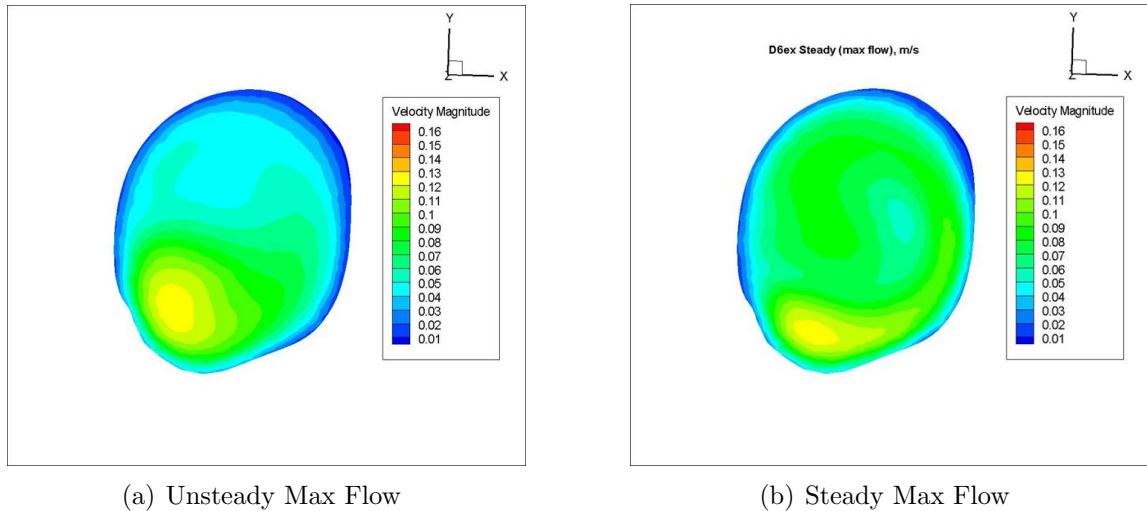 Y
X
Z
Velocity Magnitude
0.16
0.15
0.14
0.13
0.12
0.11
0.1
0.09
0.08
0.07
0.06
0.05
0.04
0.03
0.02
0.01
(a) Unsteady Max Flow
Y
X
Z
D6ex Steady (max flow), m/s
Velocity Magnitude
0.16
0.15
0.14
0.13
0.12
0.11
0.1
0.09
0.08
0.07
0.06
0.05
0.04
0.03
0.02
0.01
(b) Steady Max Flow